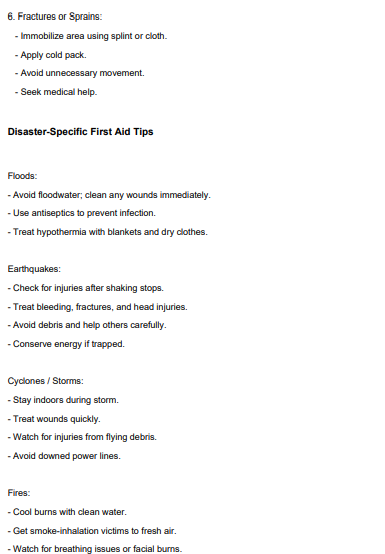 6. Fractures or Sprains:
- Immobilize area using splint or cloth.
- Apply cold pack.
- Avoid unnecessary movement.
- Seek medical help.
Disaster-Specific First Aid Tips
Floods:
- Avoid floodwater; clean any wounds immediately.
- Use antiseptics to prevent infection.
- Treat hypothermia with blankets and dry clothes.
Earthquakes:
- Check for injuries after shaking stops.
- Treat bleeding, fractures, and head injuries.
- Avoid debris and help others carefully.
- Conserve energy if trapped.
Cyclones / Storms:
- Stay indoors during storm.
- Treat wounds quickly.
- Watch for injuries from flying debris.
- Avoid downed power lines.
Fires:
- Cool burns with clean water.
- Get smoke-inhalation victims to fresh air.
- Watch for breathing issues or facial burns.